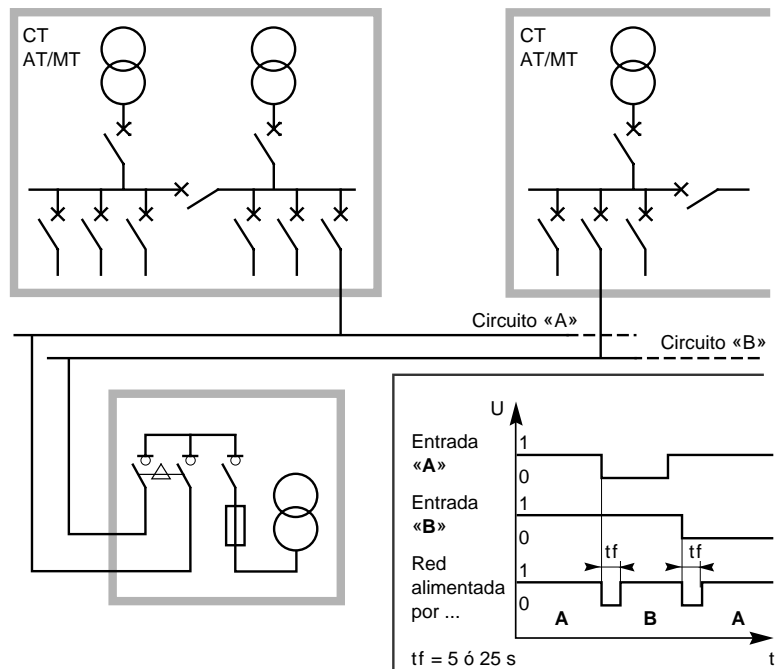 CT
AT/MT
CT
AT/MT
Circuito «A»
Circuito «B»
U
Entrada
«A»
1
0
Entrada
«B»
1
0
tf
tf
Red
alimentada
por ...
1
0
A
B
A
tf = 5 ó 25 s
t